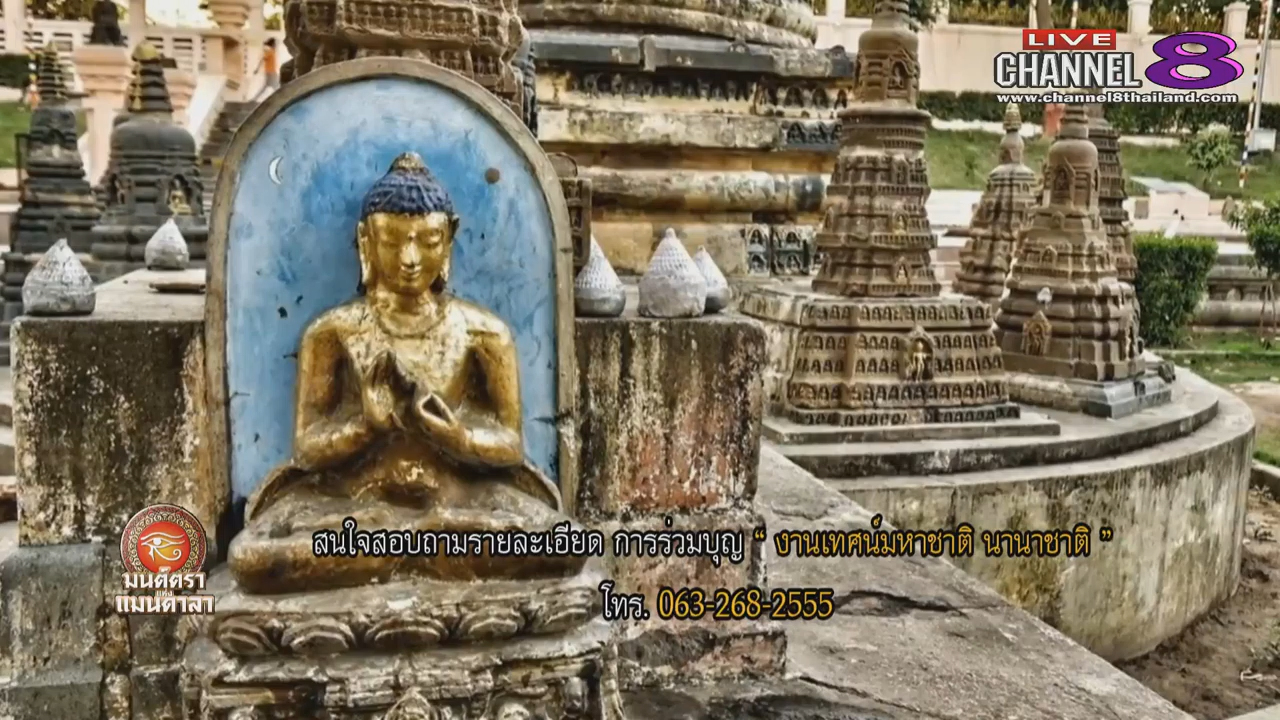 LIVE
CHANNEL 8
www.channel8thailand.com
สนใจสอบถามรายละเอียด การร่วมบุญ “ งานเทศน์มหาชาติ นานาชาติ ”
โทร. 063-268-2555
มนต์ตรา
แห่ง
แมนดาลา